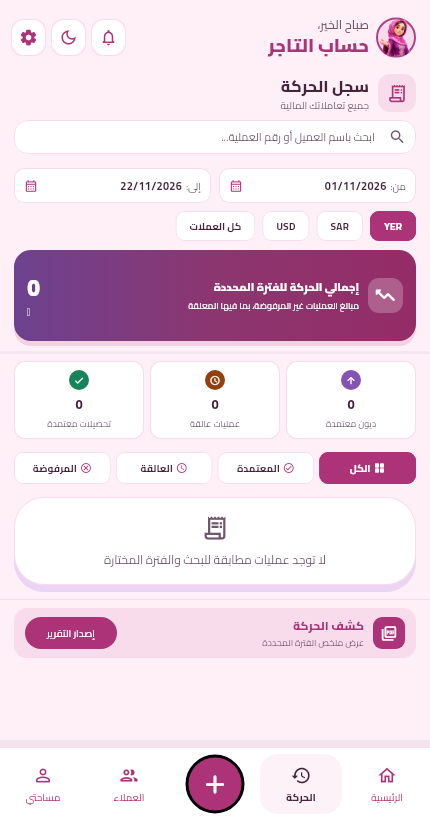 صباح الخير،
حساب التاجر
سجل الحركة
جميع تعاملاتك المالية
ابحث باسم العميل أو رقم العملية...
من: 01/11/2026
إلى: 22/11/2026
YER
SAR
USD
كل العملات
إجمالي الحركة للفترة المحددة
مبالغ العمليات غير المرفوضة، بما فيها المعلقة
0
0
ديون معتمدة
0
عمليات عالقة
0
تحصيلات معتمدة
الكل
المعتمدة
العالقة
المرفوضة
لا توجد عمليات مطابقة للبحث والفترة المختارة
كشف الحركة
عرض ملخص الفترة المحددة
إصدار التقرير
الرئيسية
الحركة
العملاء
مساحتي